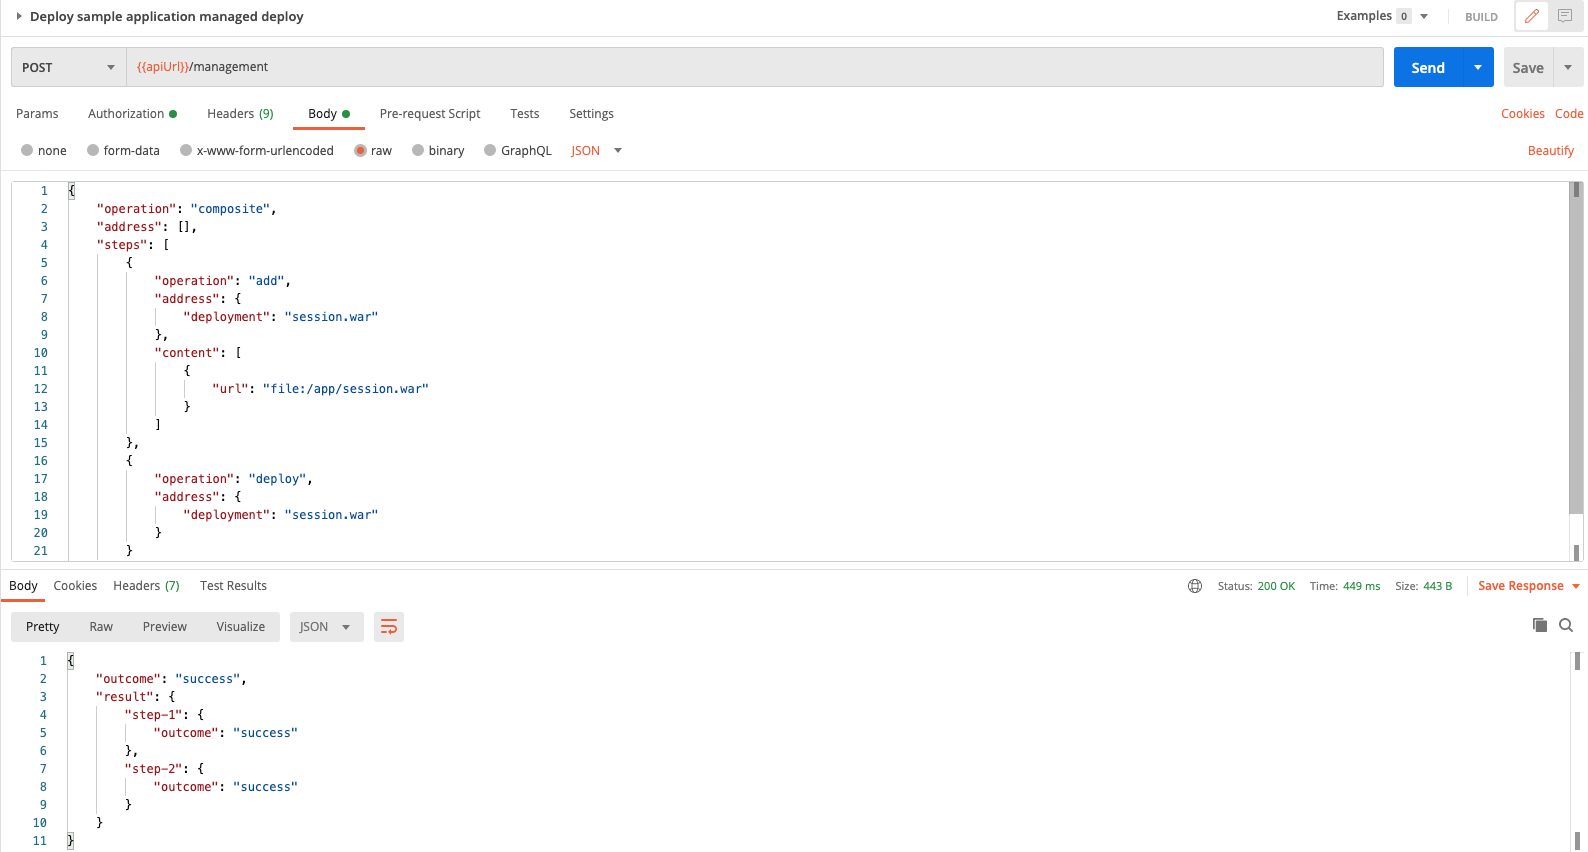 Deploy sample application managed deploy Examples 0 BUILD
POST {{apiUrl}}/management Send Save
Params Authorization Headers (9) Body Pre-request Script Tests Settings Cookies Code
none form-data x-www-form-urlencoded raw binary GraphQL JSON Beautify
1 {
2 "operation": "composite",
3 "address": [],
4 "steps": [
5 {
6 "operation": "add",
7 "address": {
8 "deployment": "session.war"
9 },
10 "content": [
11 {
12 "url": "file:/app/session.war"
13 }
14 ]
15 },
16 {
17 "operation": "deploy",
18 "address": {
19 "deployment": "session.war"
20 }
21 }
Body Cookies Headers (7) Test Results Status: 200 OK Time: 449 ms Size: 443 B Save Response
Pretty Raw Preview Visualize JSON
1 {
2 "outcome": "success",
3 "result": {
4 "step-1": {
5 "outcome": "success"
6 },
7 "step-2": {
8 "outcome": "success"
9 }
10 }
11 }